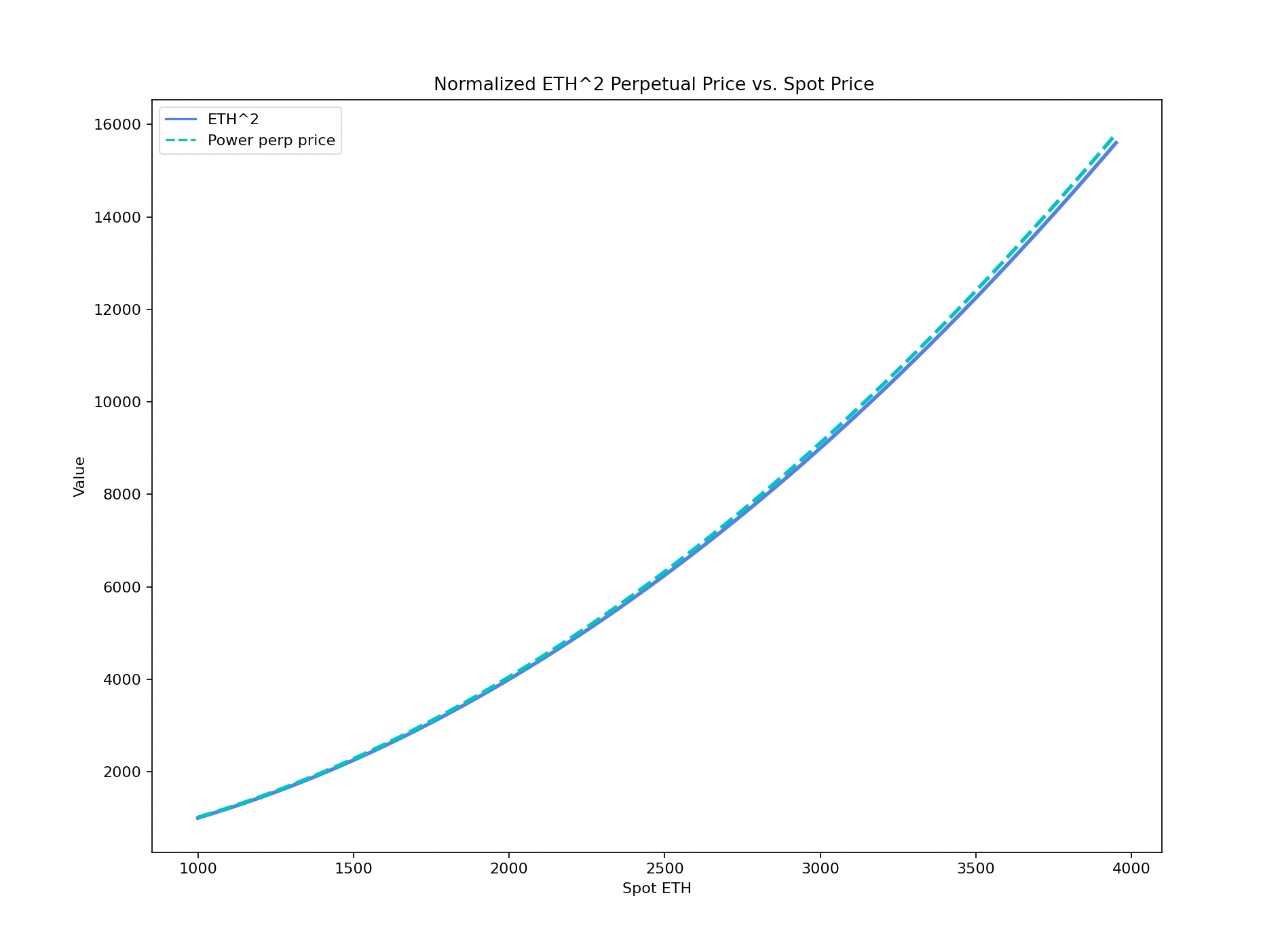 Normalized ETH^2 Perpetual Price vs. Spot Price
ETH^2
Power perp price
16000
14000
12000
10000
8000
6000
4000
2000
Value
1000 1500 2000 2500 3000 3500 4000
Spot ETH